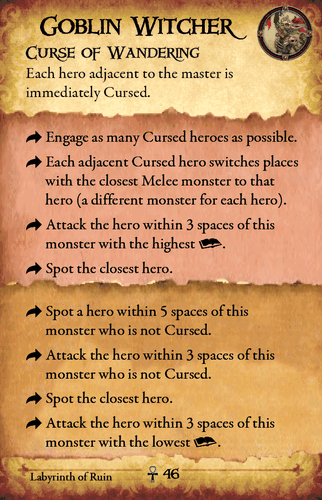 Goblin Witcher
Curse of Wandering
Each hero adjacent to the master is
immediately Cursed.
Engage as many Cursed heroes as possible.
Each adjacent Cursed hero switches places
with the closest Melee monster to that
hero (a different monster for each hero).
Attack the hero within 3 spaces of this
monster with the highest .
Spot the closest hero.
Spot a hero within 5 spaces of this
monster who is not Cursed.
Attack the hero within 3 spaces of this
monster who is not Cursed.
Spot the closest hero.
Attack the hero within 3 spaces of this
monster with the lowest .
Labyrinth of Ruin 46